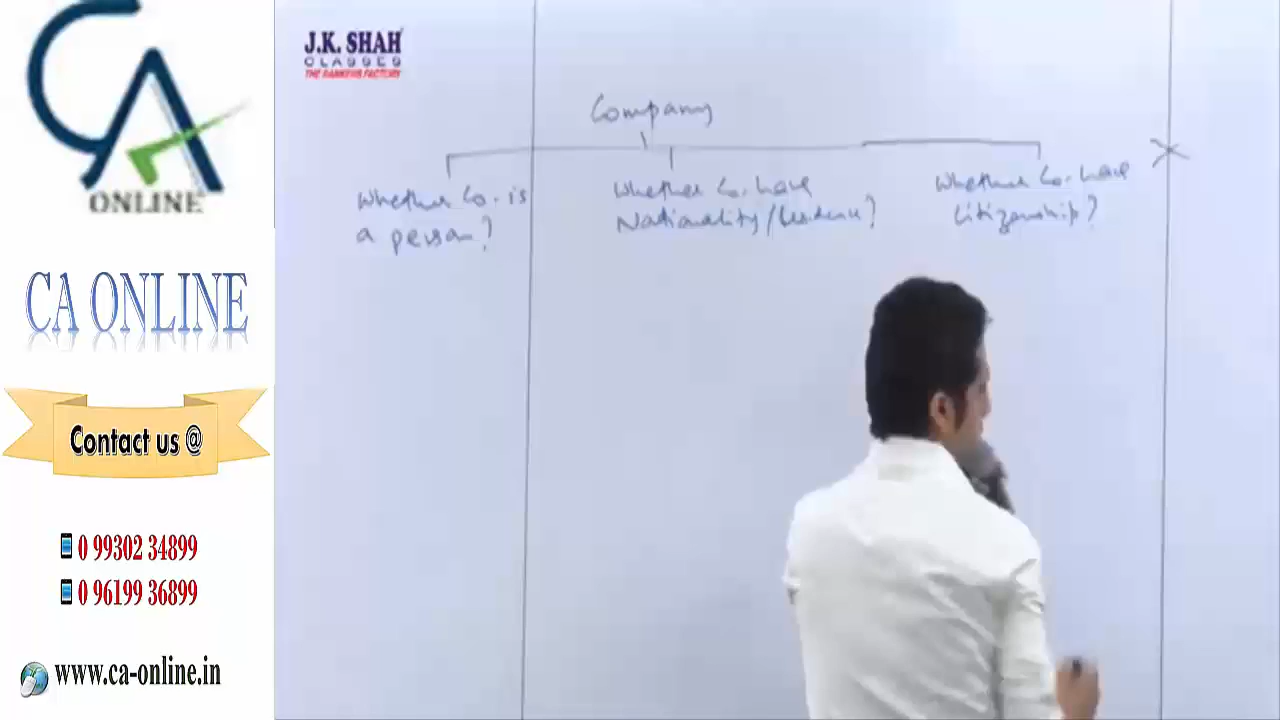 CA
ONLINE
CA ONLINE
Contact us @
0 99302 34899
0 96199 36899
www.ca-online.in
J.K. SHAH
CLASSES
THE RANKERS FACTORY
Company
Whether Co. is
a person?
Whether Co. have
Nationality/Residence?
Whether Co. have
Citizenship?